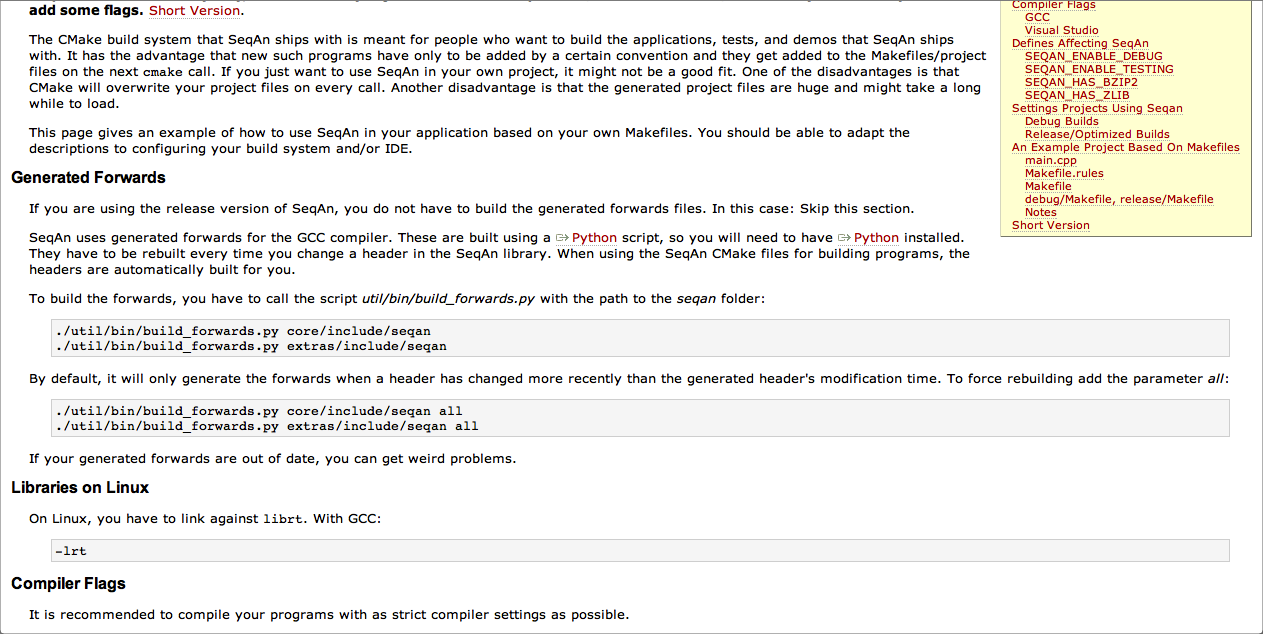 add some flags. Short Version.
The CMake build system that SeqAn ships with is meant for people who want to build the applications, tests, and demos that SeqAn ships
with. It has the advantage that new such programs have only to be added by a certain convention and they get added to the Makefiles/project
files on the next cmake call. If you just want to use SeqAn in your own project, it might not be a good fit. One of the disadvantages is that
CMake will overwrite your project files on every call. Another disadvantage is that the generated project files are huge and might take a long
while to load.
This page gives an example of how to use SeqAn in your application based on your own Makefiles. You should be able to adapt the
descriptions to configuring your build system and/or IDE.
Generated Forwards
If you are using the release version of SeqAn, you do not have to build the generated forwards files. In this case: Skip this section.
SeqAn uses generated forwards for the GCC compiler. These are built using a Python script, so you will need to have Python installed.
They have to be rebuilt every time you change a header in the SeqAn library. When using the SeqAn CMake files for building programs, the
headers are automatically built for you.
To build the forwards, you have to call the script util/bin/build_forwards.py with the path to the seqan folder:
./util/bin/build_forwards.py core/include/seqan
./util/bin/build_forwards.py extras/include/seqan
By default, it will only generate the forwards when a header has changed more recently than the generated header's modification time. To force rebuilding add the parameter all:
./util/bin/build_forwards.py core/include/seqan all
./util/bin/build_forwards.py extras/include/seqan all
If your generated forwards are out of date, you can get weird problems.
Libraries on Linux
On Linux, you have to link against librt. With GCC:
-lrt
Compiler Flags
It is recommended to compile your programs with as strict compiler settings as possible.
Compiler Flags
GCC
Visual Studio
Defines Affecting SeqAn
SEQAN_ENABLE_DEBUG
SEQAN_ENABLE_TESTING
SEQAN_HAS_BZIP2
SEQAN_HAS_ZLIB
Settings Projects Using Seqan
Debug Builds
Release/Optimized Builds
An Example Project Based On Makefiles
main.cpp
Makefile.rules
Makefile
debug/Makefile, release/Makefile
Notes
Short Version